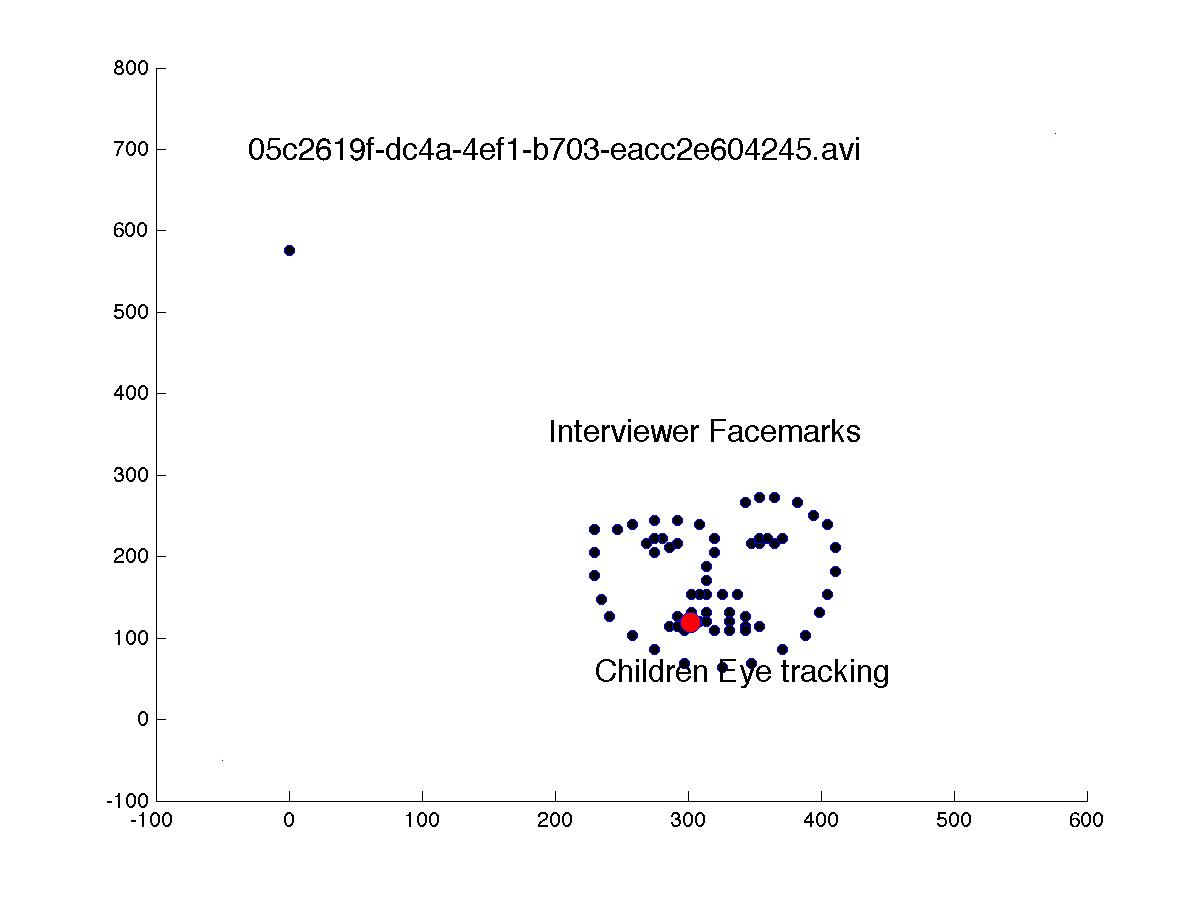 800
700
05c2619f-dc4a-4ef1-b703-eacc2e604245.avi
600
500
400
Interviewer Facemarks
300
200
100
Children Eye tracking
0
-100
-100 0 100 200 300 400 500 600